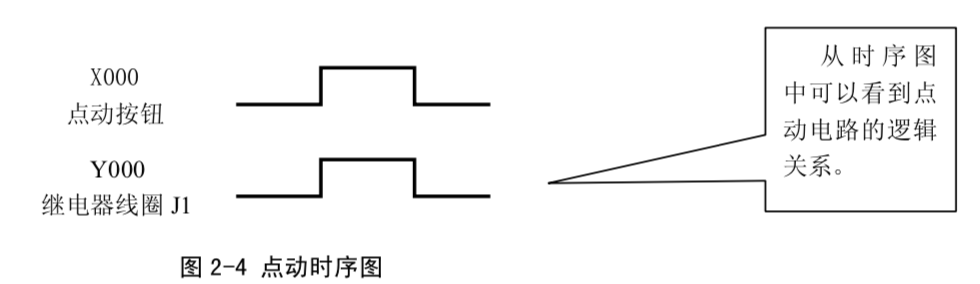 X000
点动按钮
Y000
继电器线圈 J1
从时序图
中可以看到点
动电路的逻辑
关系。
图 2-4 点动时序图